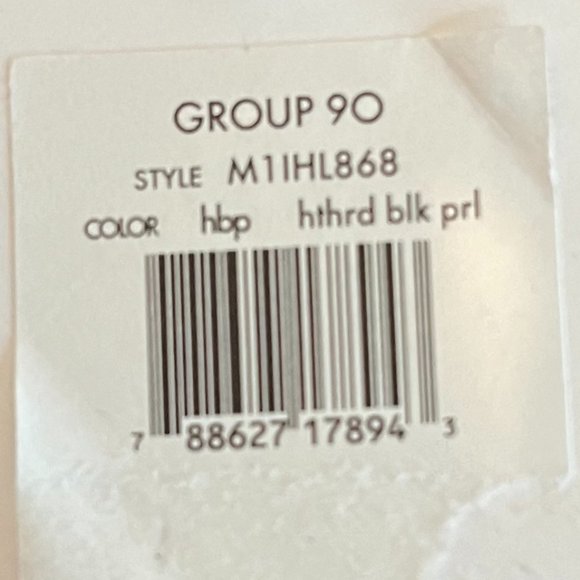 GROUP 90
STYLE M1IHL868
COLOR hbp hthrd blk prl
7 88627 17894 3